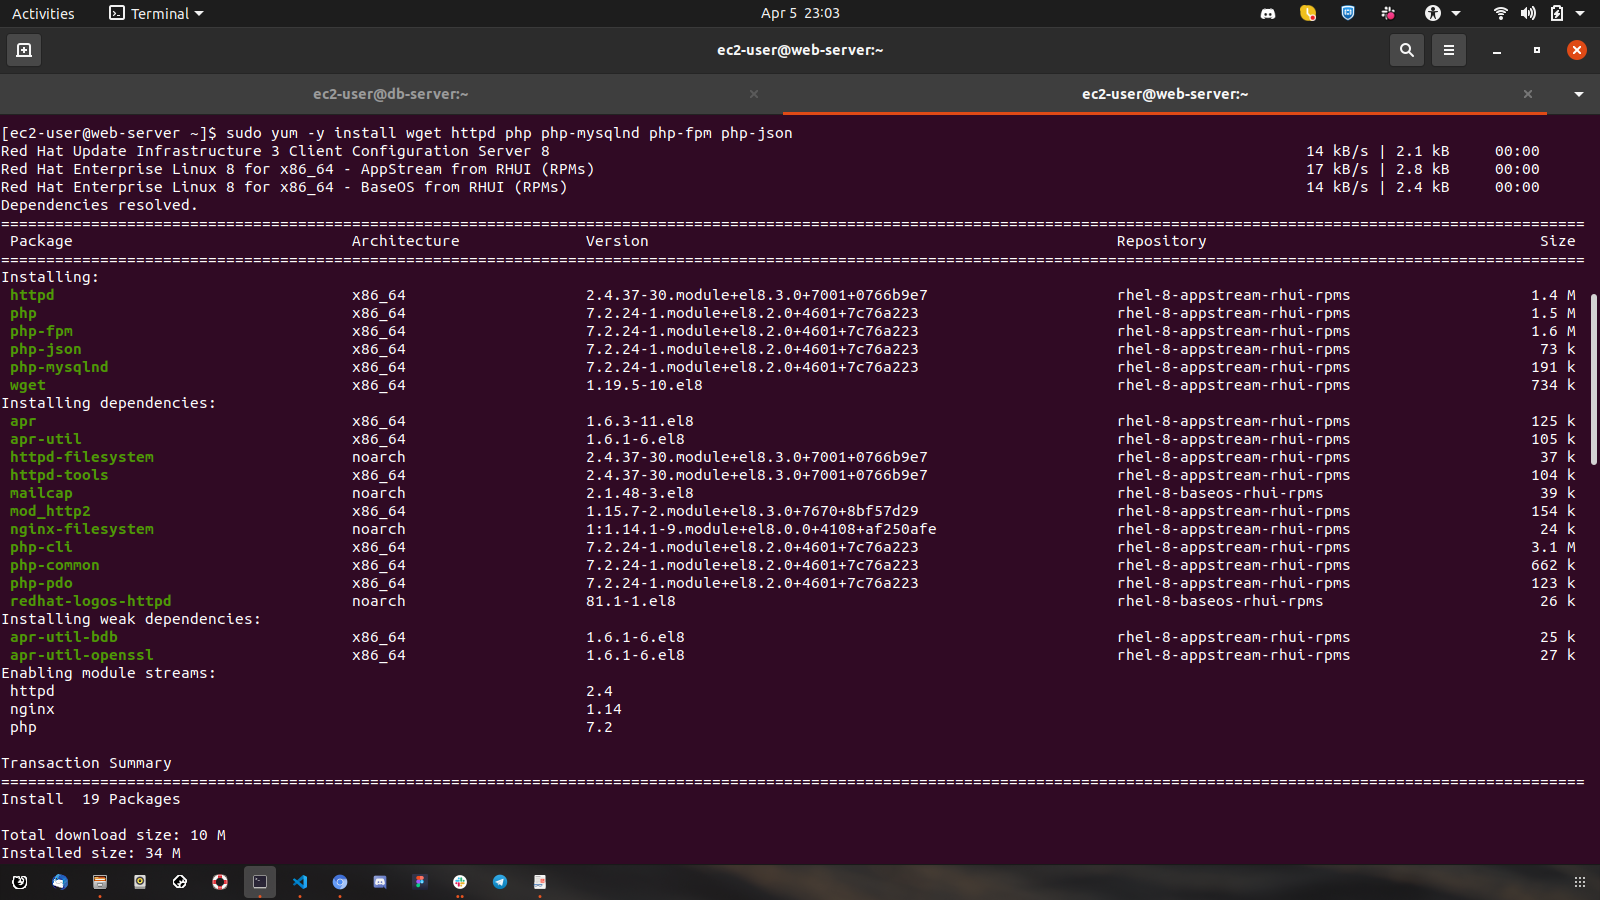 Activities Terminal Apr 5 23:03
ec2-user@web-server:~
ec2-user@db-server:~ ec2-user@web-server:~
[ec2-user@web-server ~]$ sudo yum -y install wget httpd php php-mysqlnd php-fpm php-json
Red Hat Update Infrastructure 3 Client Configuration Server 8 14 kB/s | 2.1 kB 00:00
Red Hat Enterprise Linux 8 for x86_64 - AppStream from RHUI (RPMs) 17 kB/s | 2.8 kB 00:00
Red Hat Enterprise Linux 8 for x86_64 - BaseOS from RHUI (RPMs) 14 kB/s | 2.4 kB 00:00
Dependencies resolved.
Package Architecture Version Repository Size
Installing:
httpd x86_64 2.4.37-30.module+el8.3.0+7001+0766b9e7 rhel-8-appstream-rhui-rpms 1.4 M
php x86_64 7.2.24-1.module+el8.2.0+4601+7c76a223 rhel-8-appstream-rhui-rpms 1.5 M
php-fpm x86_64 7.2.24-1.module+el8.2.0+4601+7c76a223 rhel-8-appstream-rhui-rpms 1.6 M
php-json x86_64 7.2.24-1.module+el8.2.0+4601+7c76a223 rhel-8-appstream-rhui-rpms 73 k
php-mysqlnd x86_64 7.2.24-1.module+el8.2.0+4601+7c76a223 rhel-8-appstream-rhui-rpms 191 k
wget x86_64 1.19.5-10.el8 rhel-8-appstream-rhui-rpms 734 k
Installing dependencies:
apr x86_64 1.6.3-11.el8 rhel-8-appstream-rhui-rpms 125 k
apr-util x86_64 1.6.1-6.el8 rhel-8-appstream-rhui-rpms 105 k
httpd-filesystem noarch 2.4.37-30.module+el8.3.0+7001+0766b9e7 rhel-8-appstream-rhui-rpms 37 k
httpd-tools x86_64 2.4.37-30.module+el8.3.0+7001+0766b9e7 rhel-8-appstream-rhui-rpms 104 k
mailcap noarch 2.1.48-3.el8 rhel-8-baseos-rhui-rpms 39 k
mod_http2 x86_64 1.15.7-2.module+el8.3.0+7670+8bf57d29 rhel-8-appstream-rhui-rpms 154 k
nginx-filesystem noarch 1:1.14.1-9.module+el8.0.0+4108+af250afe rhel-8-appstream-rhui-rpms 24 k
php-cli x86_64 7.2.24-1.module+el8.2.0+4601+7c76a223 rhel-8-appstream-rhui-rpms 3.1 M
php-common x86_64 7.2.24-1.module+el8.2.0+4601+7c76a223 rhel-8-appstream-rhui-rpms 662 k
php-pdo x86_64 7.2.24-1.module+el8.2.0+4601+7c76a223 rhel-8-appstream-rhui-rpms 123 k
redhat-logos-httpd noarch 81.1-1.el8 rhel-8-baseos-rhui-rpms 26 k
Installing weak dependencies:
apr-util-bdb x86_64 1.6.1-6.el8 rhel-8-appstream-rhui-rpms 25 k
apr-util-openssl x86_64 1.6.1-6.el8 rhel-8-appstream-rhui-rpms 27 k
Enabling module streams:
httpd 2.4
nginx 1.14
php 7.2
Transaction Summary
Install 19 Packages
Total download size: 10 M
Installed size: 34 M